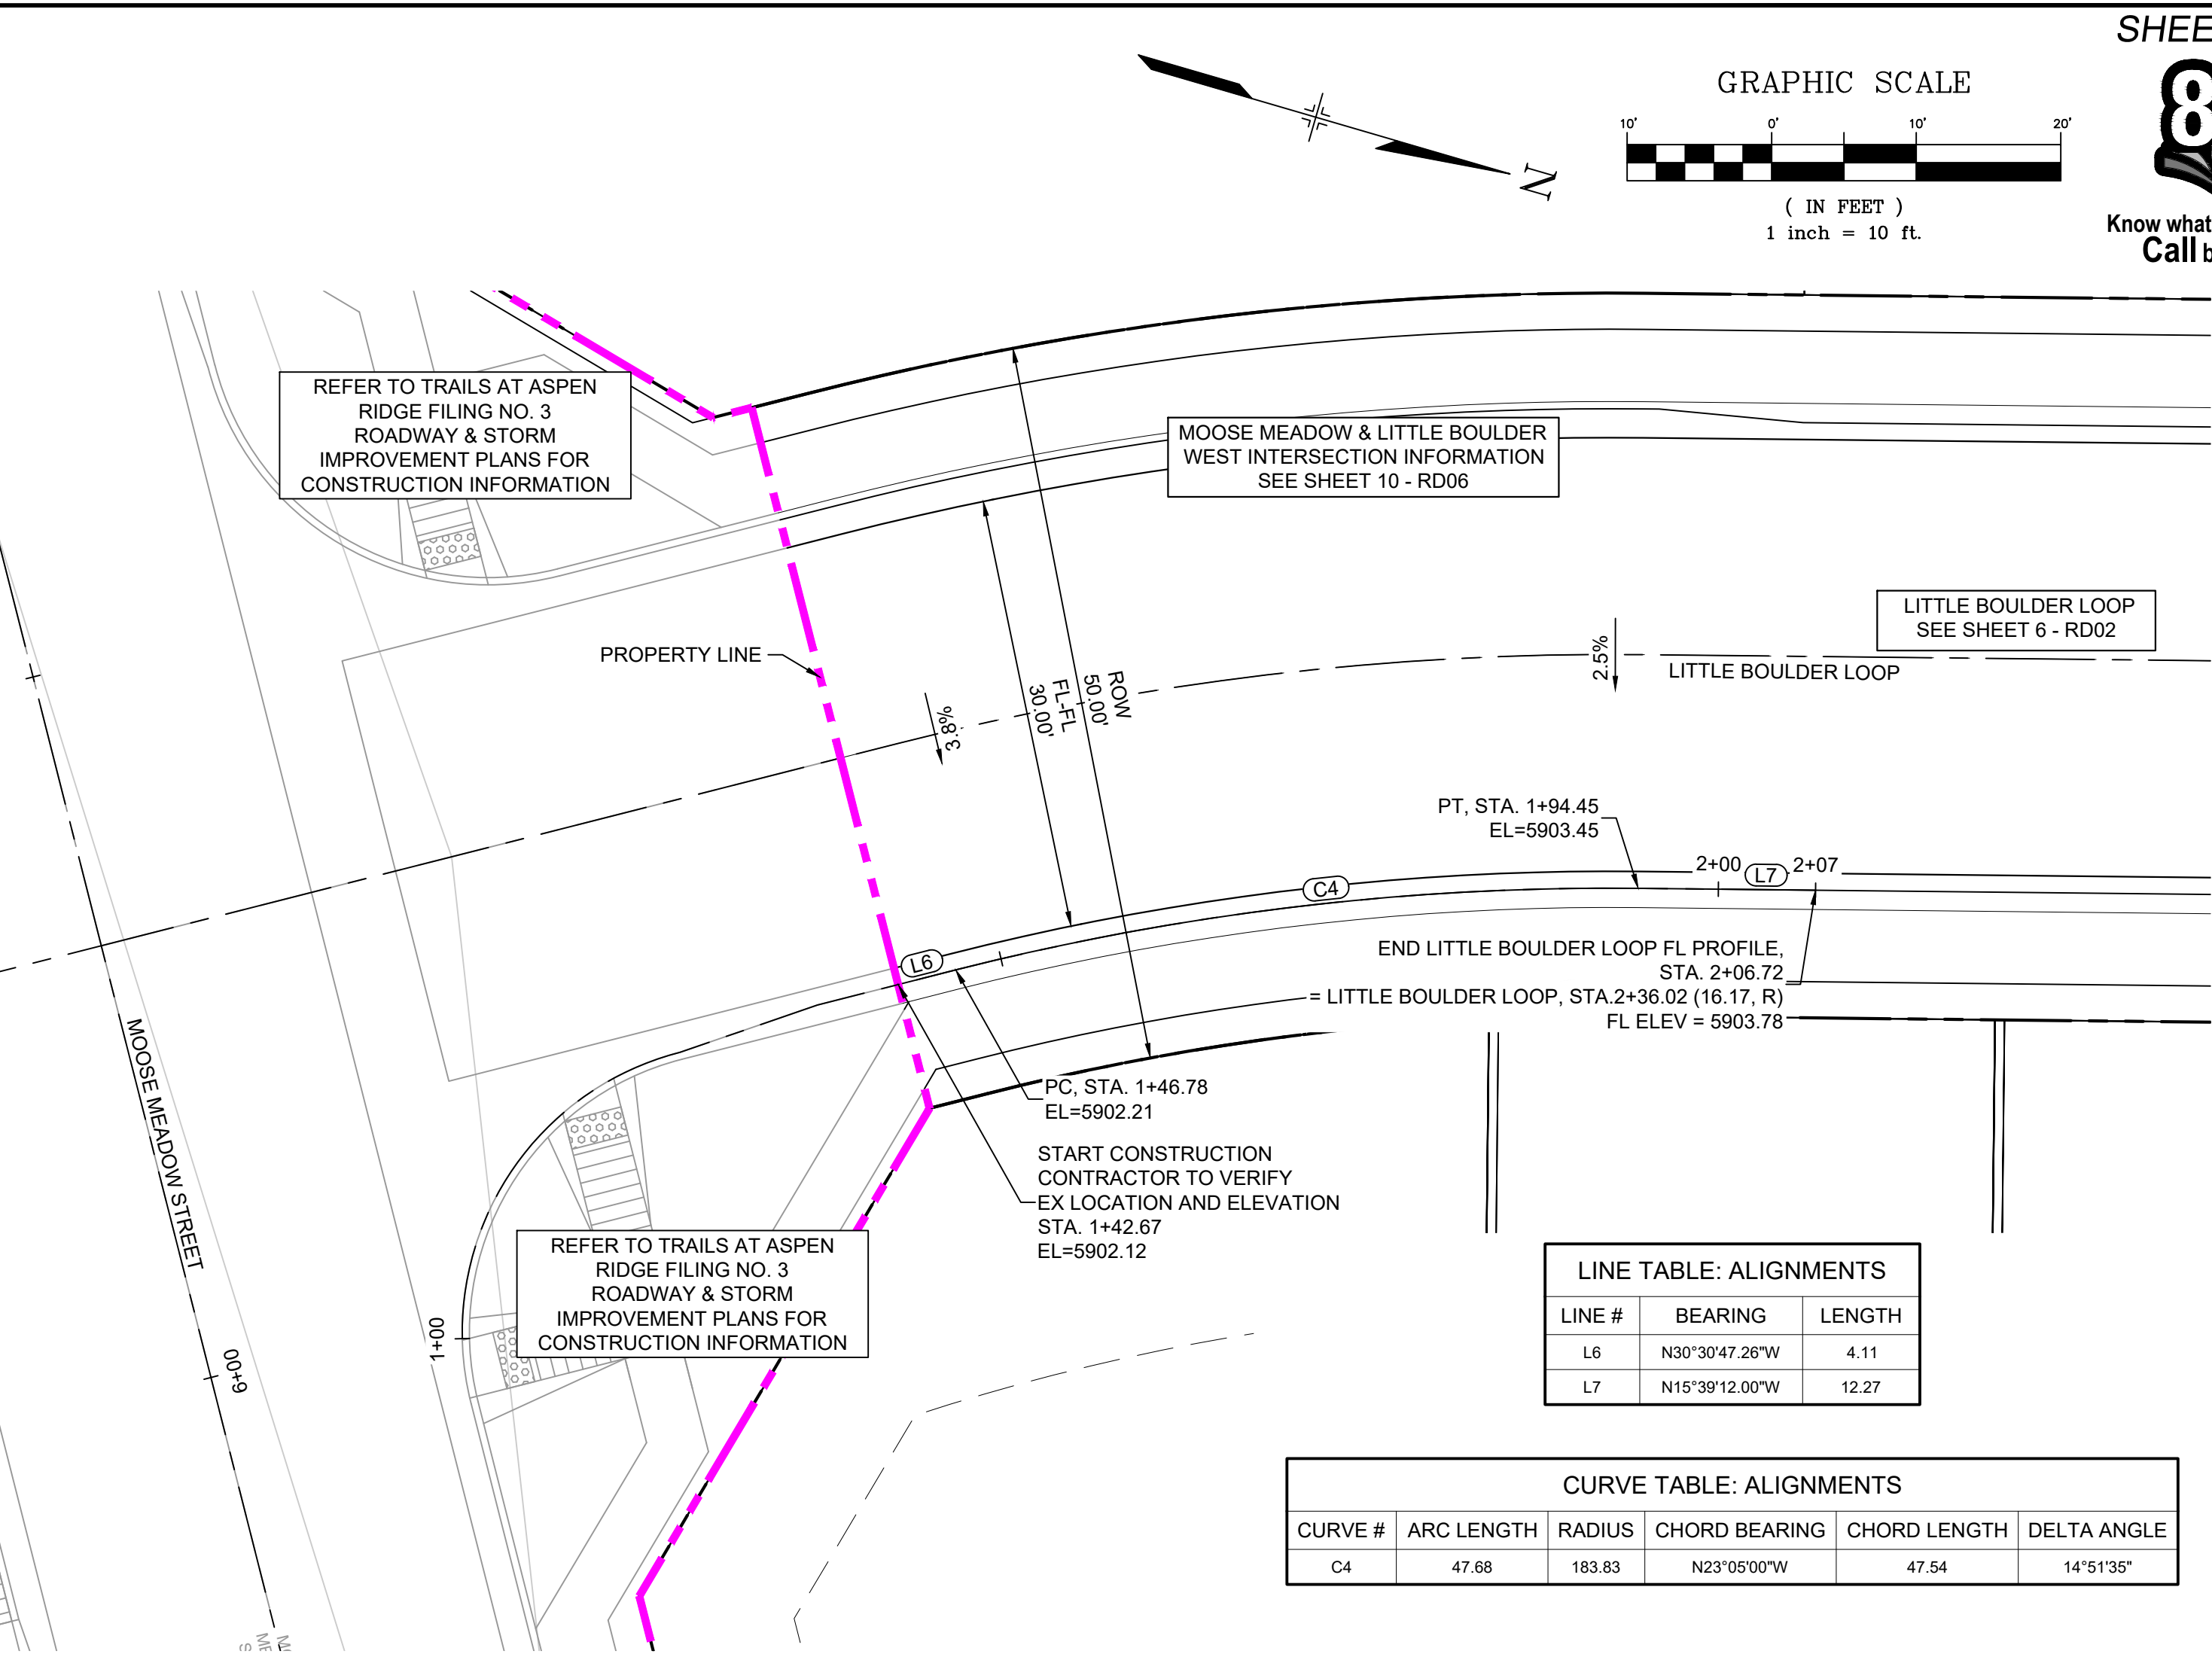 SHEE
GRAPHIC SCALE
10' 0' 10' 20'
( IN FEET )
1 inch = 10 ft.
8
Know what
Call b
N
REFER TO TRAILS AT ASPEN
RIDGE FILING NO. 3
ROADWAY & STORM
IMPROVEMENT PLANS FOR
CONSTRUCTION INFORMATION
MOOSE MEADOW & LITTLE BOULDER
WEST INTERSECTION INFORMATION
SEE SHEET 10 - RD06
LITTLE BOULDER LOOP
SEE SHEET 6 - RD02
PROPERTY LINE
3.8%
FL-FL
30.00'
ROW
50.00'
2.5%
LITTLE BOULDER LOOP
PT, STA. 1+94.45
EL=5903.45
2+00
L7
2+07
C4
L6
END LITTLE BOULDER LOOP FL PROFILE,
STA. 2+06.72
= LITTLE BOULDER LOOP, STA.2+36.02 (16.17, R)
FL ELEV = 5903.78
PC, STA. 1+46.78
EL=5902.21
START CONSTRUCTION
CONTRACTOR TO VERIFY
EX LOCATION AND ELEVATION
STA. 1+42.67
EL=5902.12
MOOSE MEADOW STREET
6+00
1+00
REFER TO TRAILS AT ASPEN
RIDGE FILING NO. 3
ROADWAY & STORM
IMPROVEMENT PLANS FOR
CONSTRUCTION INFORMATION
LINE TABLE: ALIGNMENTS
LINE # BEARING LENGTH
L6 N30°30'47.26"W 4.11
L7 N15°39'12.00"W 12.27
CURVE TABLE: ALIGNMENTS
CURVE # ARC LENGTH RADIUS CHORD BEARING CHORD LENGTH DELTA ANGLE
C4 47.68 183.83 N23°05'00"W 47.54 14°51'35"